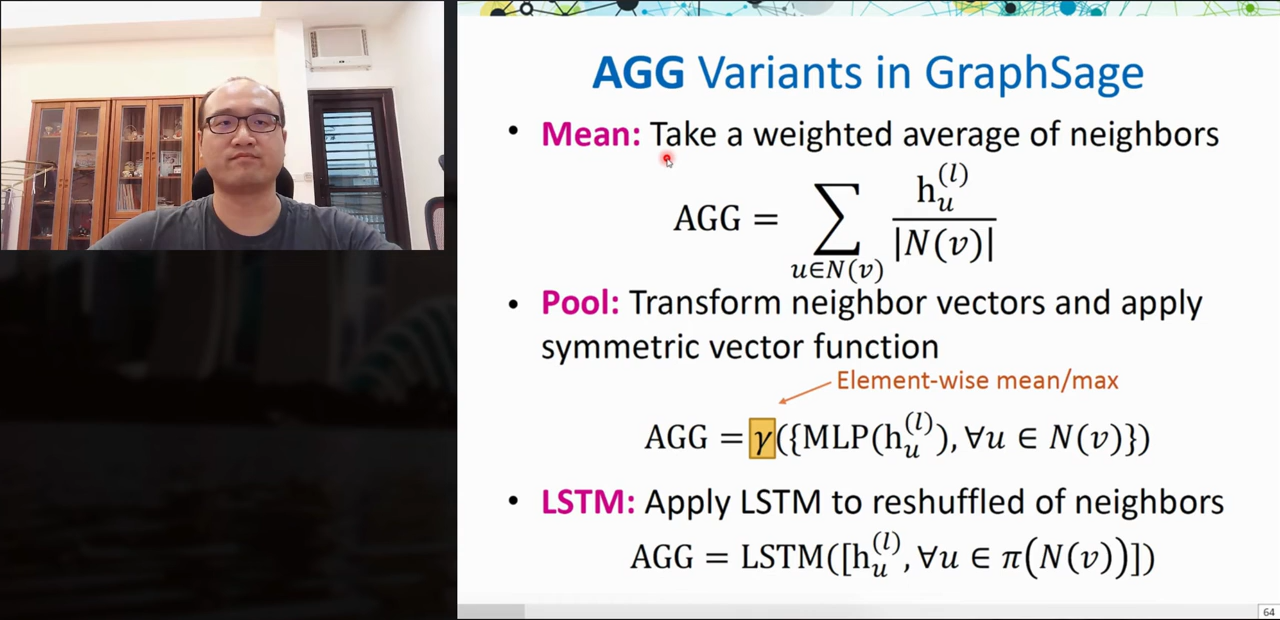 AGG Variants in GraphSage
• Mean: Take a weighted average of neighbors
AGG = ∑_{u∈N(v)} h_u^{(l)} / |N(v)|
• Pool: Transform neighbor vectors and apply
symmetric vector function
Element-wise mean/max
AGG = γ({MLP(h_u^{(l)}), ∀u ∈ N(v)})
• LSTM: Apply LSTM to reshuffled of neighbors
AGG = LSTM([h_u^{(l)}, ∀u ∈ π(N(v))])
64